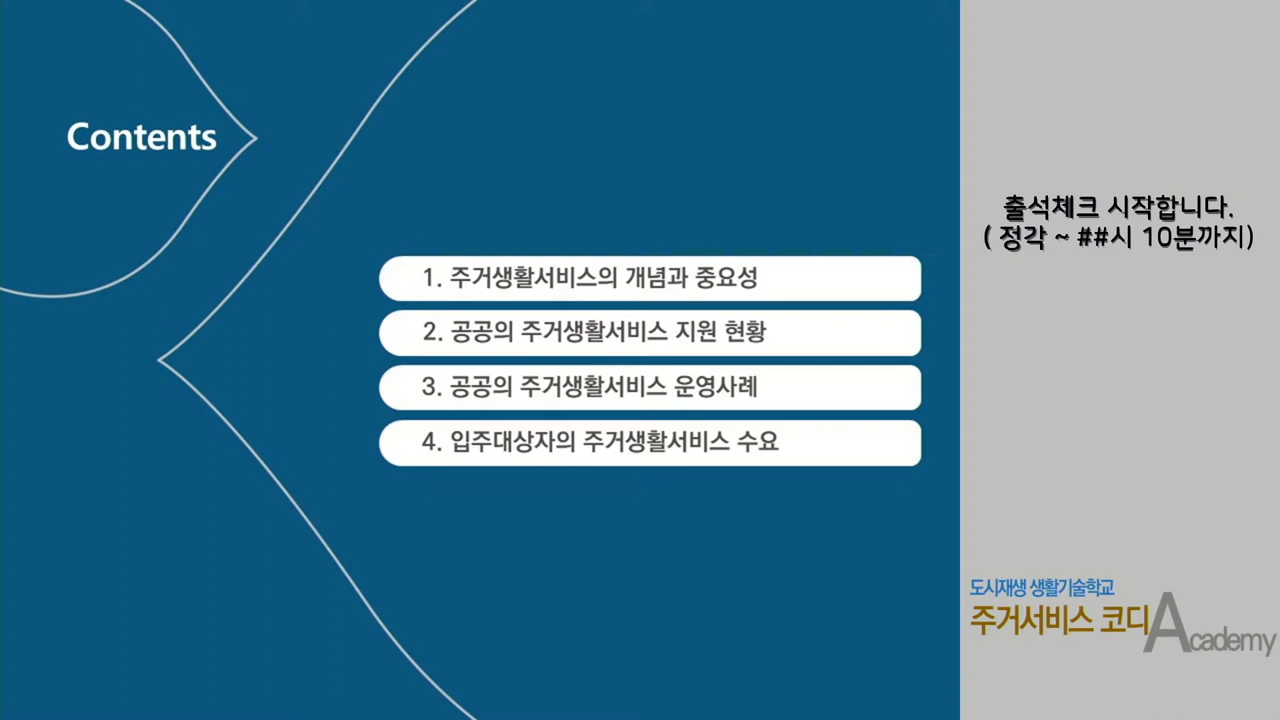 Contents
1. 주거생활서비스의 개념과 중요성
2. 공공의 주거생활서비스 지원 현황
3. 공공의 주거생활서비스 운영사례
4. 입주대상자의 주거생활서비스 수요
출석체크 시작합니다.
( 정각 ~ ##시 10분까지)
도시재생 생활기술학교
주거서비스 코디 Academy